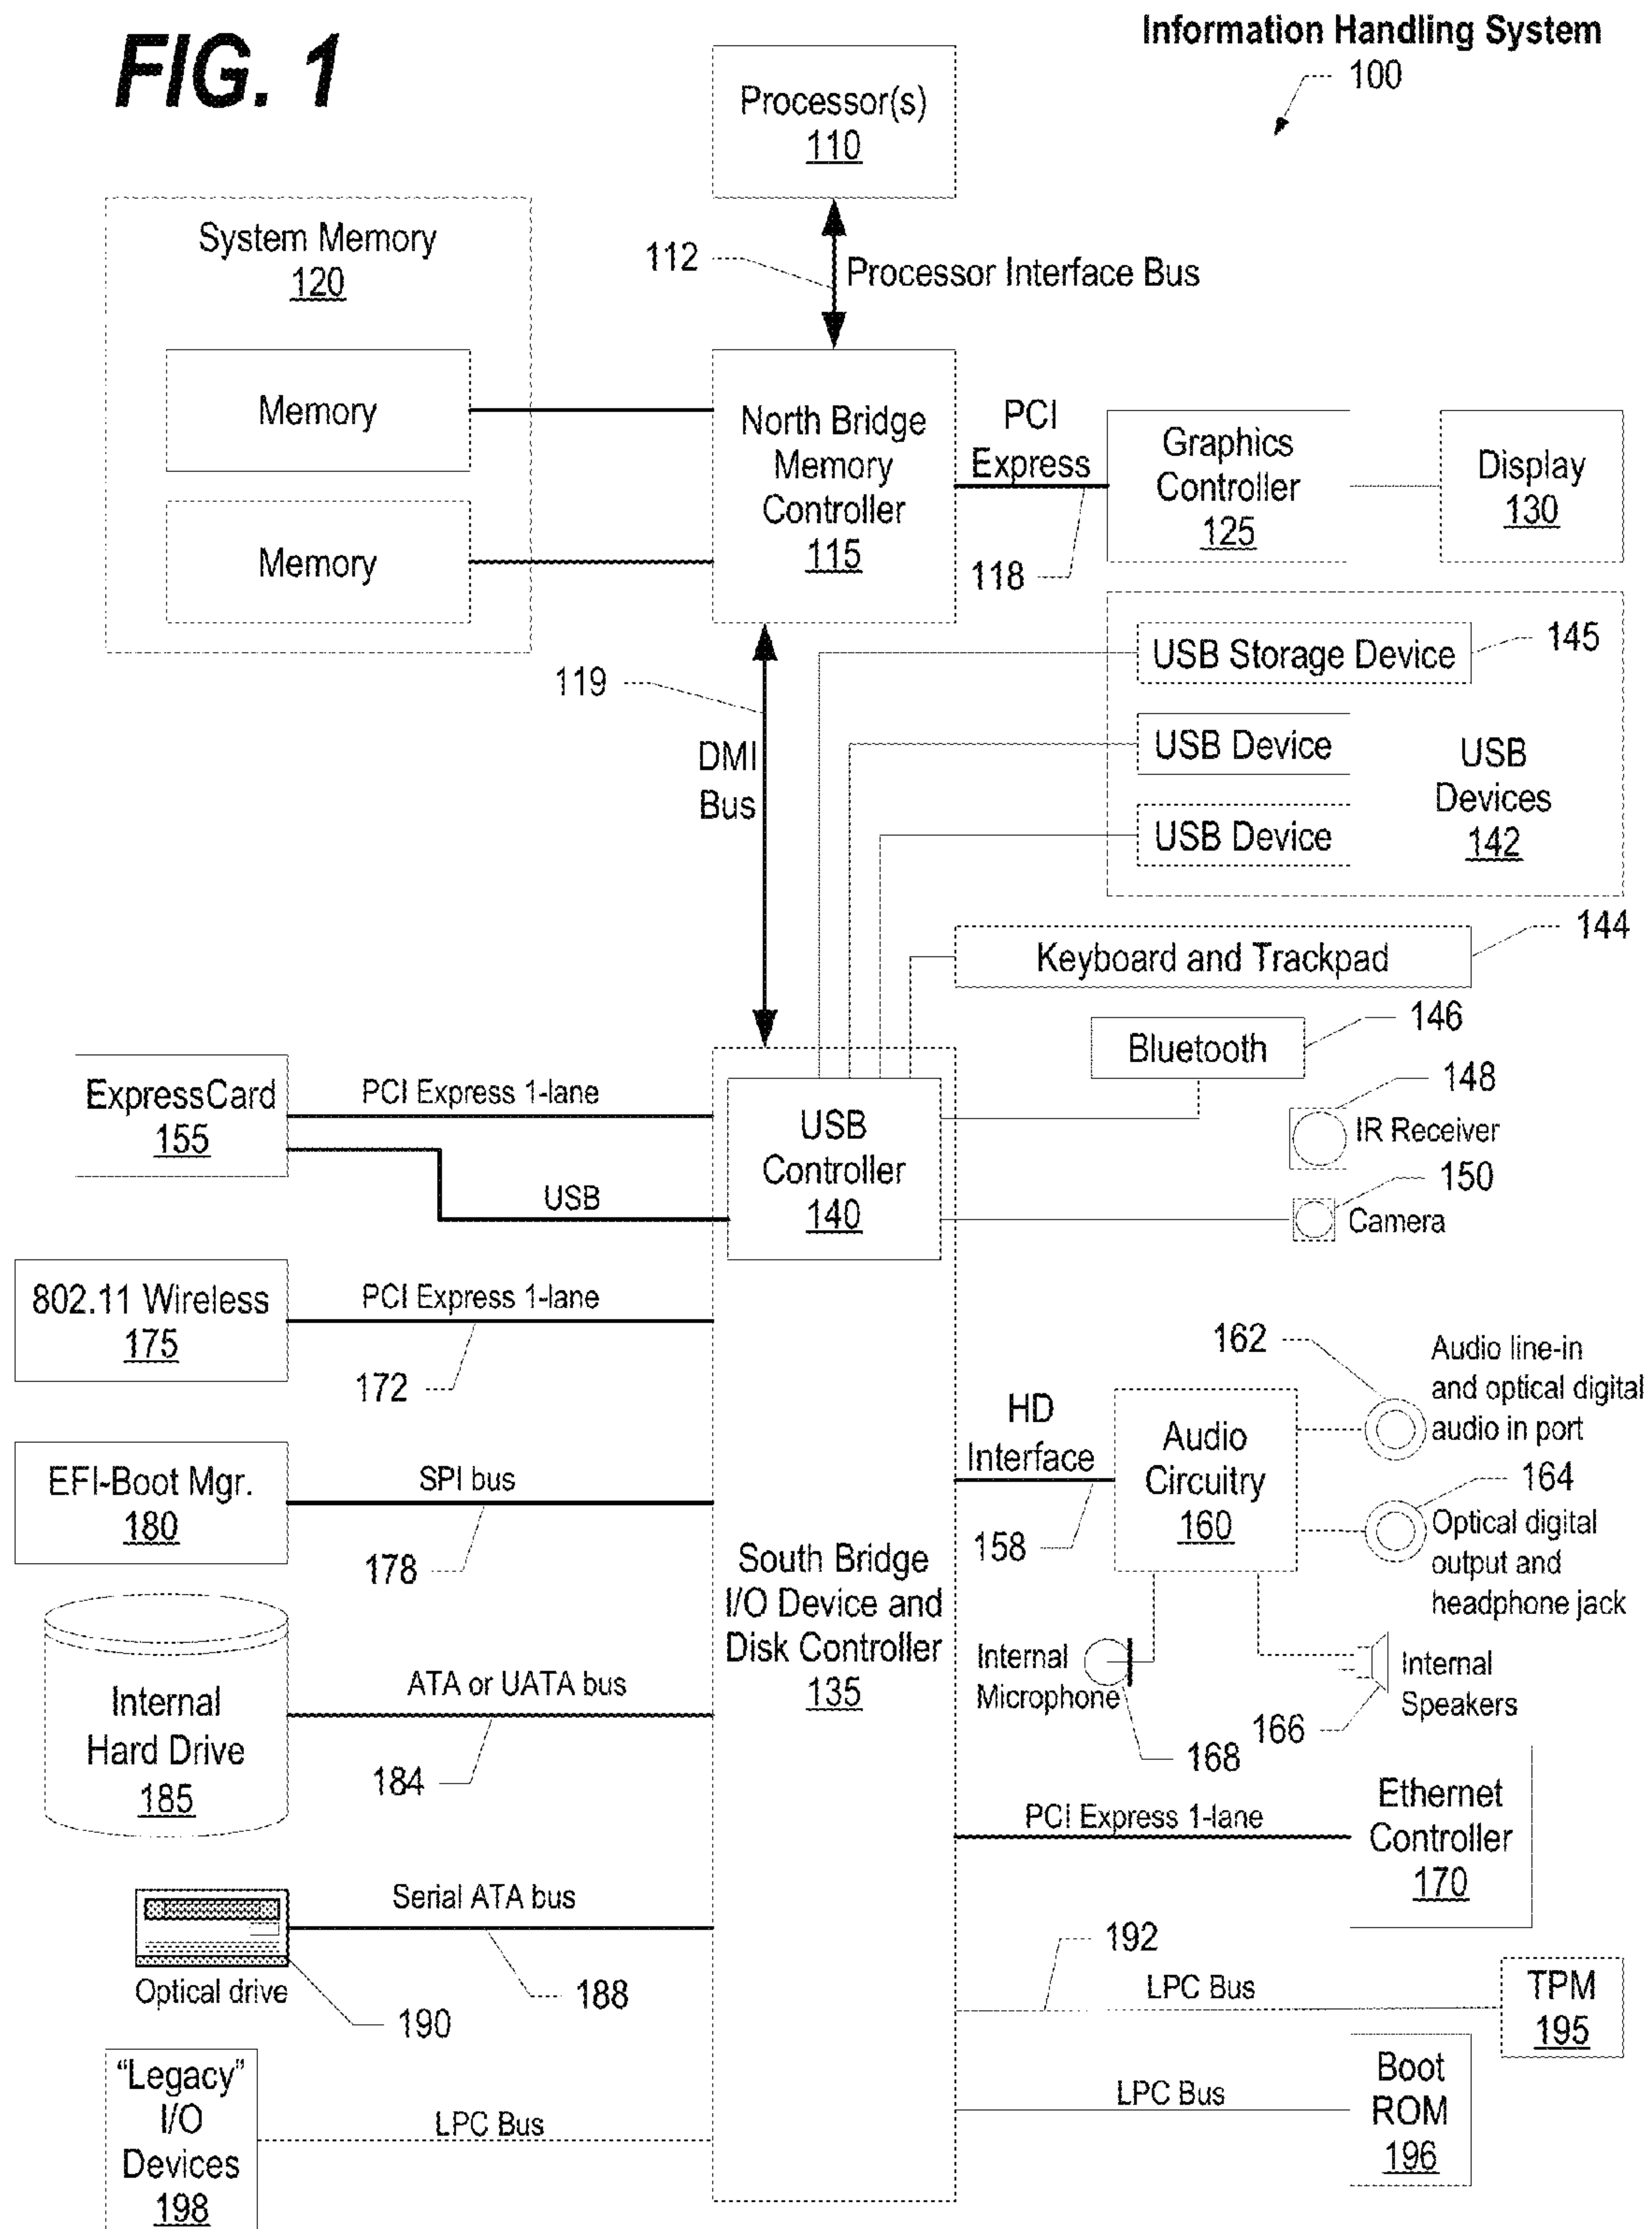 FIG. 1
Information Handling System
100
Processor(s)
110
System Memory
120
112
Processor Interface Bus
Memory
Memory
North Bridge
Memory
Controller
115
PCI
Express
118
Graphics
Controller
125
Display
130
119
DMI
Bus
USB Storage Device
145
USB Device
USB Device
USB
Devices
142
Keyboard and Trackpad
144
Bluetooth
146
148
IR Receiver
150
Camera
ExpressCard
155
PCI Express 1-lane
USB
USB
Controller
140
802.11 Wireless
175
PCI Express 1-lane
172
EFI-Boot Mgr.
180
SPI bus
178
South Bridge
I/O Device and
Disk Controller
135
HD
Interface
158
Audio
Circuitry
160
162
Audio line-in
and optical digital
audio in port
164
Optical digital
output and
headphone jack
Internal
Microphone
168
166
Internal
Speakers
Internal
Hard Drive
185
ATA or UATA bus
184
PCI Express 1-lane
Ethernet
Controller
170
Serial ATA bus
188
Optical drive
190
192
LPC Bus
TPM
195
"Legacy"
I/O
Devices
198
LPC Bus
LPC Bus
Boot
ROM
196